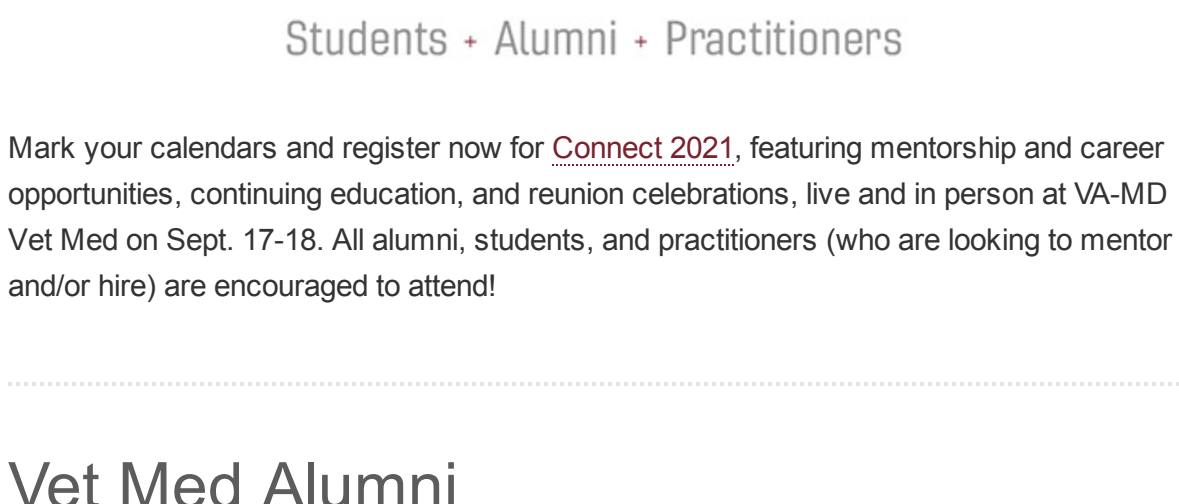 Students + Alumni + Practitioners
Mark your calendars and register now for Connect 2021, featuring mentorship and career
opportunities, continuing education, and reunion celebrations, live and in person at VA-MD
Vet Med on Sept. 17-18. All alumni, students, and practitioners (who are looking to mentor
and/or hire) are encouraged to attend!
Vet Med Alumni